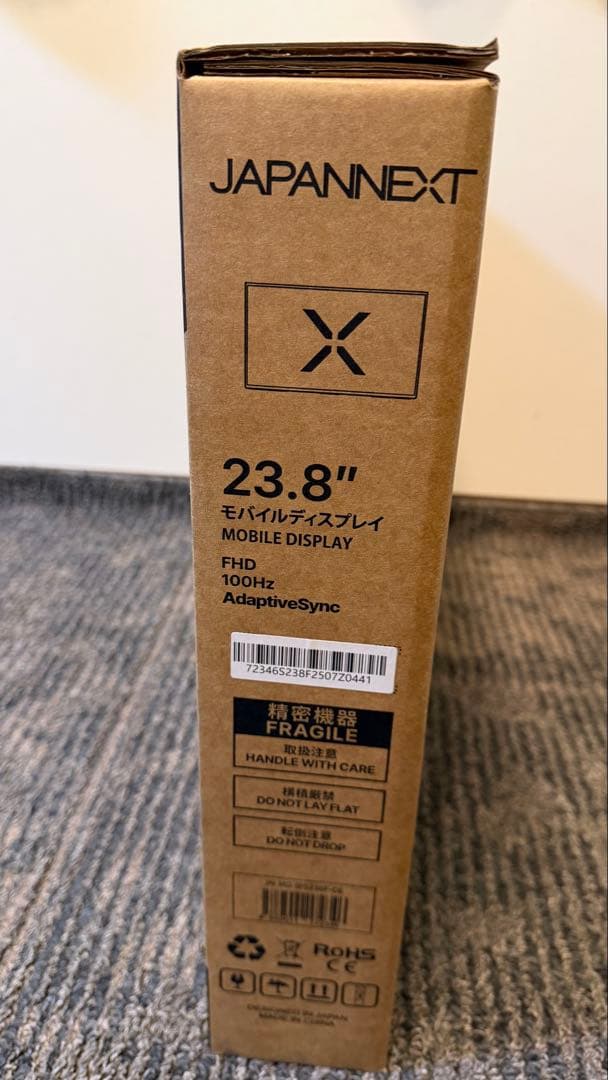 JAPANNEXT
X
23.8"
モバイルディスプレイ
MOBILE DISPLAY
FHD
100Hz
AdaptiveSync
72346S238F2507Z0441
精密機器
FRAGILE
取扱注意
HANDLE WITH CARE
横積厳禁
DO NOT LAY FLAT
転倒注意
DO NOT DROP
RoHS
CE
DESIGNED IN JAPAN
MADE IN CHINA